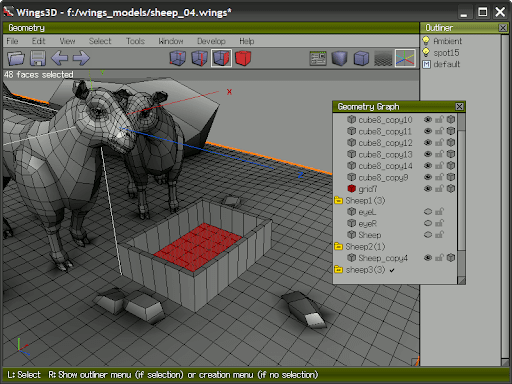 Wings3D - f:/wings_models/sheep_04.wings*
Geometry
Outliner
File Edit View Select Tools Window Develop Help
Ambient
spot15
default
48 faces selected
x
Geometry Graph
cube8_copy10
cube8_copy11
cube8_copy12
cube8_copy13
cube8_copy14
cube8_copy9
grid7
Sheep1(3)
eyeL
eyeR
Sheep
Sheep2(1)
Sheep_copy4
sheep3(3)
L: Select R: Show outliner menu (if selection) or creation menu (if no selection)